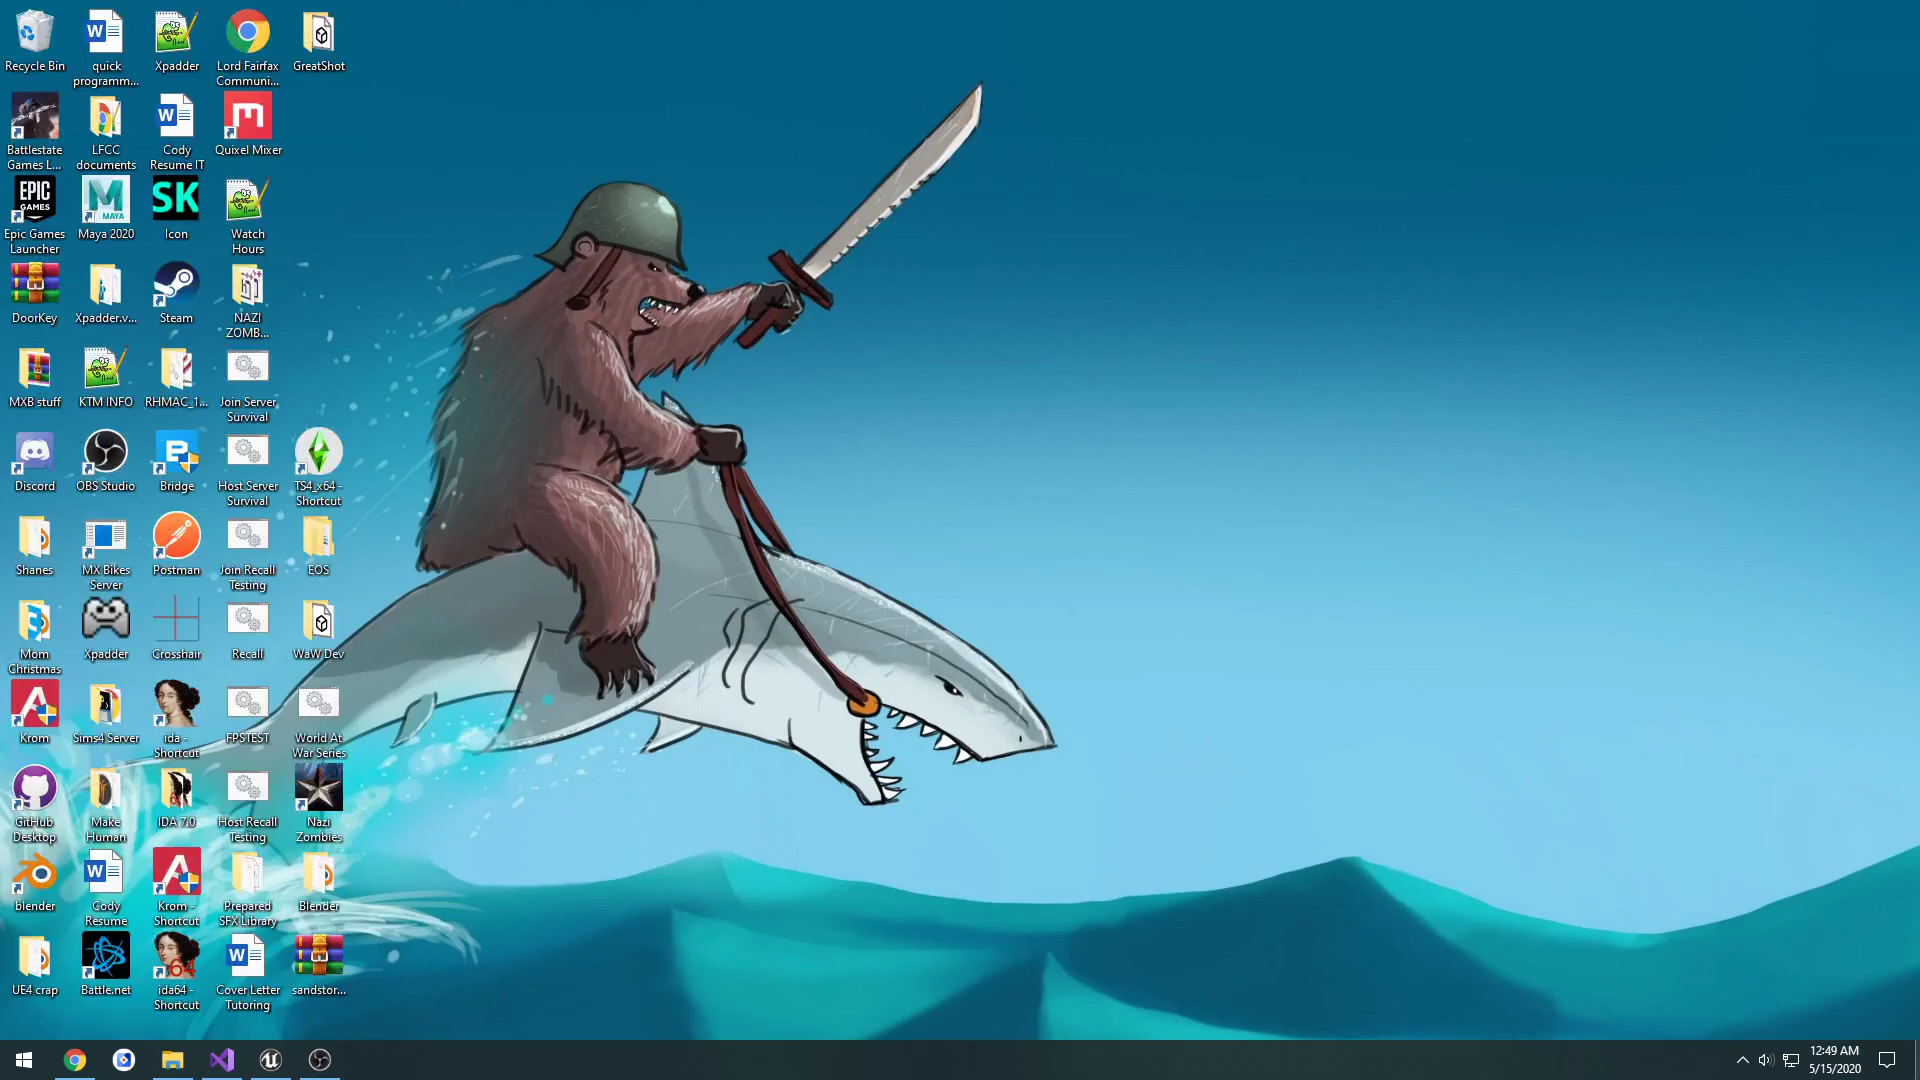 Recycle Bin
quick
programm...
Xpadder
Lord Fairfax
Communi...
GreatShot
Battlestate
Games L...
LFCC
documents
Cody
Resume IT
Quixel Mixer
EPIC
GAMES
Epic Games
Launcher
MAYA
Maya 2020
SK
Icon
Watch
Hours
DoorKey
Xpadder.v...
Steam
NAZI
ZOMB...
MXB stuff
KTM INFO
RHMAC_1...
Join Server
Survival
Discord
OBS Studio
Bridge
Host Server
Survival
TS4_x64 -
Shortcut
Shanes
MX Bikes
Server
Postman
Join Recall
Testing
EOS
Mom
Christmas
Xpadder
Crosshair
Recall
WaW Dev
Krom
Sims4 Server
ida -
Shortcut
FPSTEST
World At
War Series
GitHub
Desktop
Make
Human
IDA 7.0
Host Recall
Testing
Nazi
Zombies
blender
Cody
Resume
Krom -
Shortcut
Prepared
SFX Library
Blender
UE4 crap
Battle.net
64
ida64 -
Shortcut
Cover Letter
Tutoring
sandstor...
12:49 AM
5/15/2020